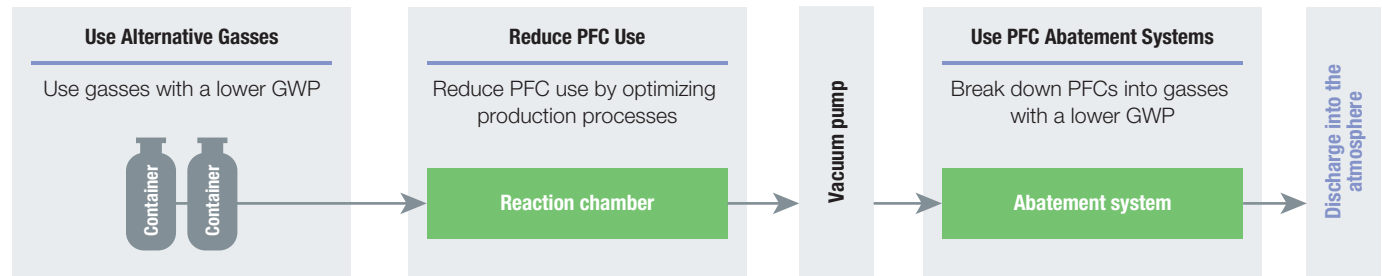 Use Alternative Gasses
Use gasses with a lower GWP
Container
Container
Reduce PFC Use
Reduce PFC use by optimizing
production processes
Reaction chamber
Vacuum pump
Use PFC Abatement Systems
Break down PFCs into gasses
with a lower GWP
Abatement system
Discharge into the
atmosphere